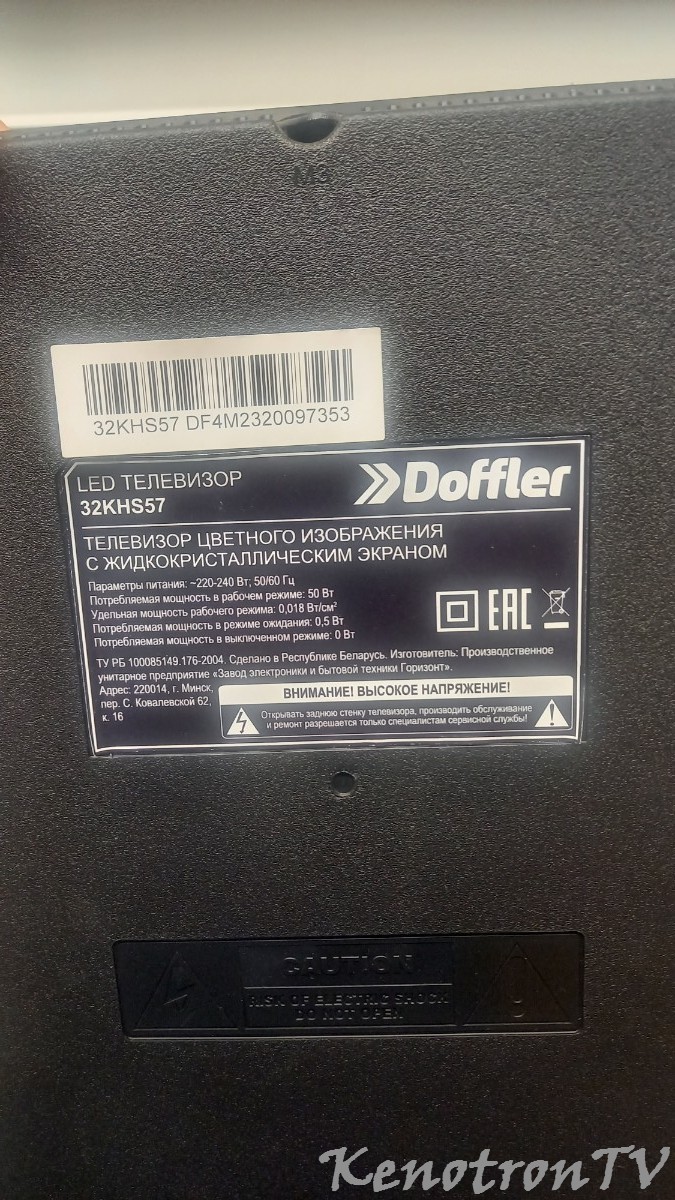 M3
32KHS57 DF4M2320097353
LED ТЕЛЕВИЗОР
32KHS57
Doffler
ТЕЛЕВИЗОР ЦВЕТНОГО ИЗОБРАЖЕНИЯ
С ЖИДКОКРИСТАЛЛИЧЕСКИМ ЭКРАНОМ
Параметры питания: ~220-240 Вт; 50/60 Гц
Потребляемая мощность в рабочем режиме: 50 Вт
Удельная мощность рабочего режима: 0,018 Вт/см²
Потребляемая мощность в режиме ожидания: 0,5 Вт
Потребляемая мощность в выключенном режиме: 0 Вт
EAC
ТУ РБ 100085149.176-2004. Сделано в Республике Беларусь. Изготовитель: Производственное
унитарное предприятие «Завод электроники и бытовой техники Горизонт».
Адрес: 220014, г. Минск,
пер. С. Ковалевской 62,
к. 16
ВНИМАНИЕ! ВЫСОКОЕ НАПРЯЖЕНИЕ!
Открывать заднюю стенку телевизора, производить обслуживание
и ремонт разрешается только специалистам сервисной службы!
CAUTION
RISK OF ELECTRIC SHOCK
DO NOT OPEN
KenotronTV